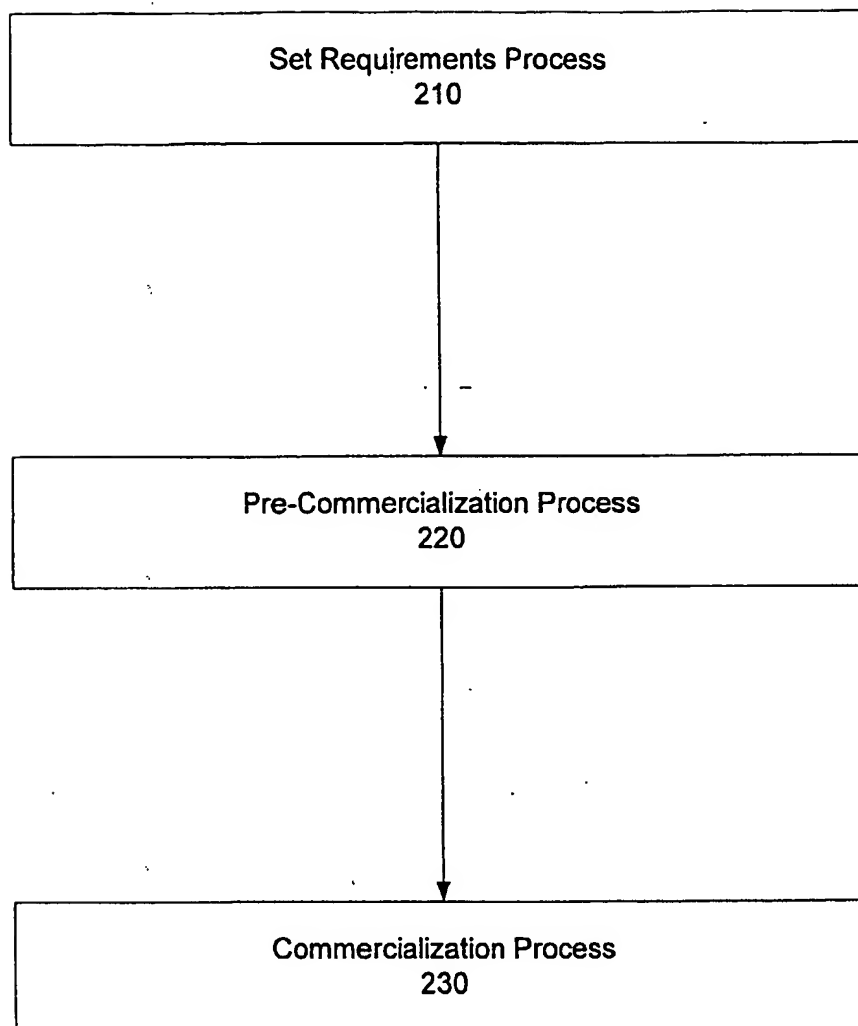 Set Requirements Process
210
Pre-Commercialization Process
220
Commercialization Process
230